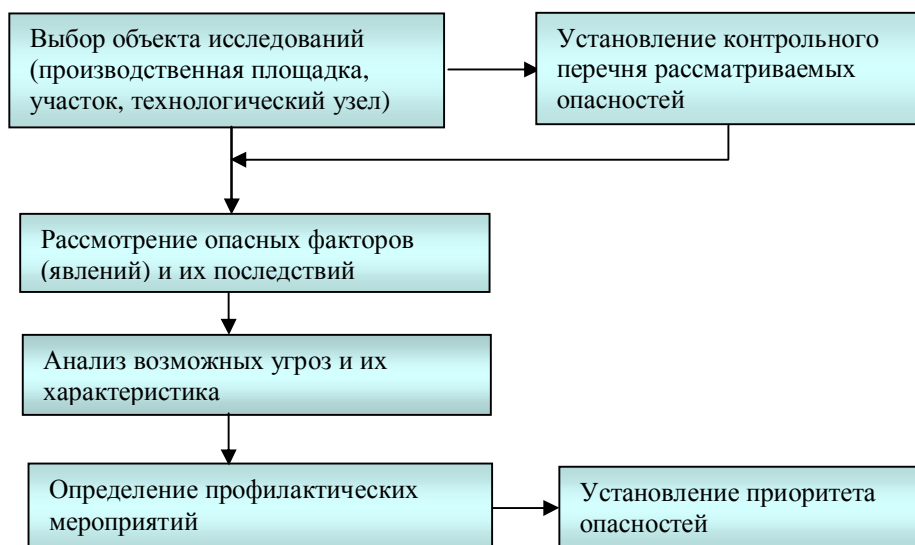 Выбор объекта исследований
(производственная площадка,
участок, технологический узел)
Установление контрольного
перечня рассматриваемых
опасностей
Рассмотрение опасных факторов
(явлений) и их последствий
Анализ возможных угроз и их
характеристика
Определение профилактических
мероприятий
Установление приоритета
опасностей